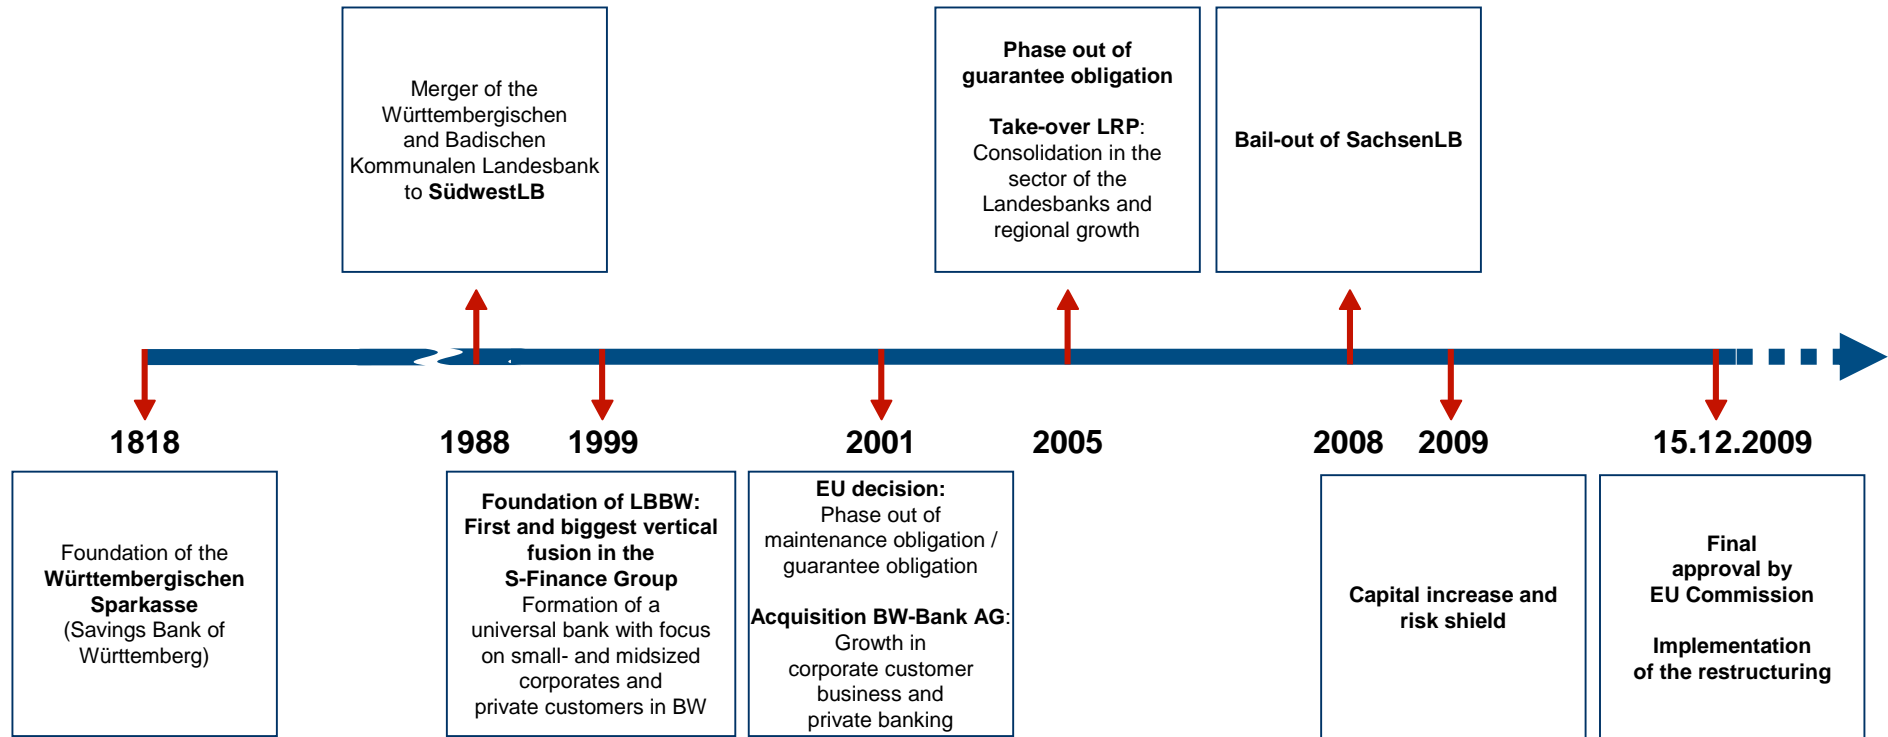 Merger of the
Württembergischen
and Badischen
Kommunalen Landesbank
to SüdwestLB
Phase out of
guarantee obligation
Take-over LRP:
Consolidation in the
sector of the
Landesbanks and
regional growth
Bail-out of SachsenLB
1818
1988
1999
2001
2005
2008
2009
15.12.2009
Foundation of the
Württembergischen
Sparkasse
(Savings Bank of
Württemberg)
Foundation of LBBW:
First and biggest vertical
fusion in the
S-Finance Group
Formation of a
universal bank with focus
on small- and midsized
corporates and
private customers in BW
EU decision:
Phase out of
maintenance obligation /
guarantee obligation
Acquisition BW-Bank AG:
Growth in
corporate customer
business and
private banking
Capital increase and
risk shield
Final
approval by
EU Commission
Implementation
of the restructuring